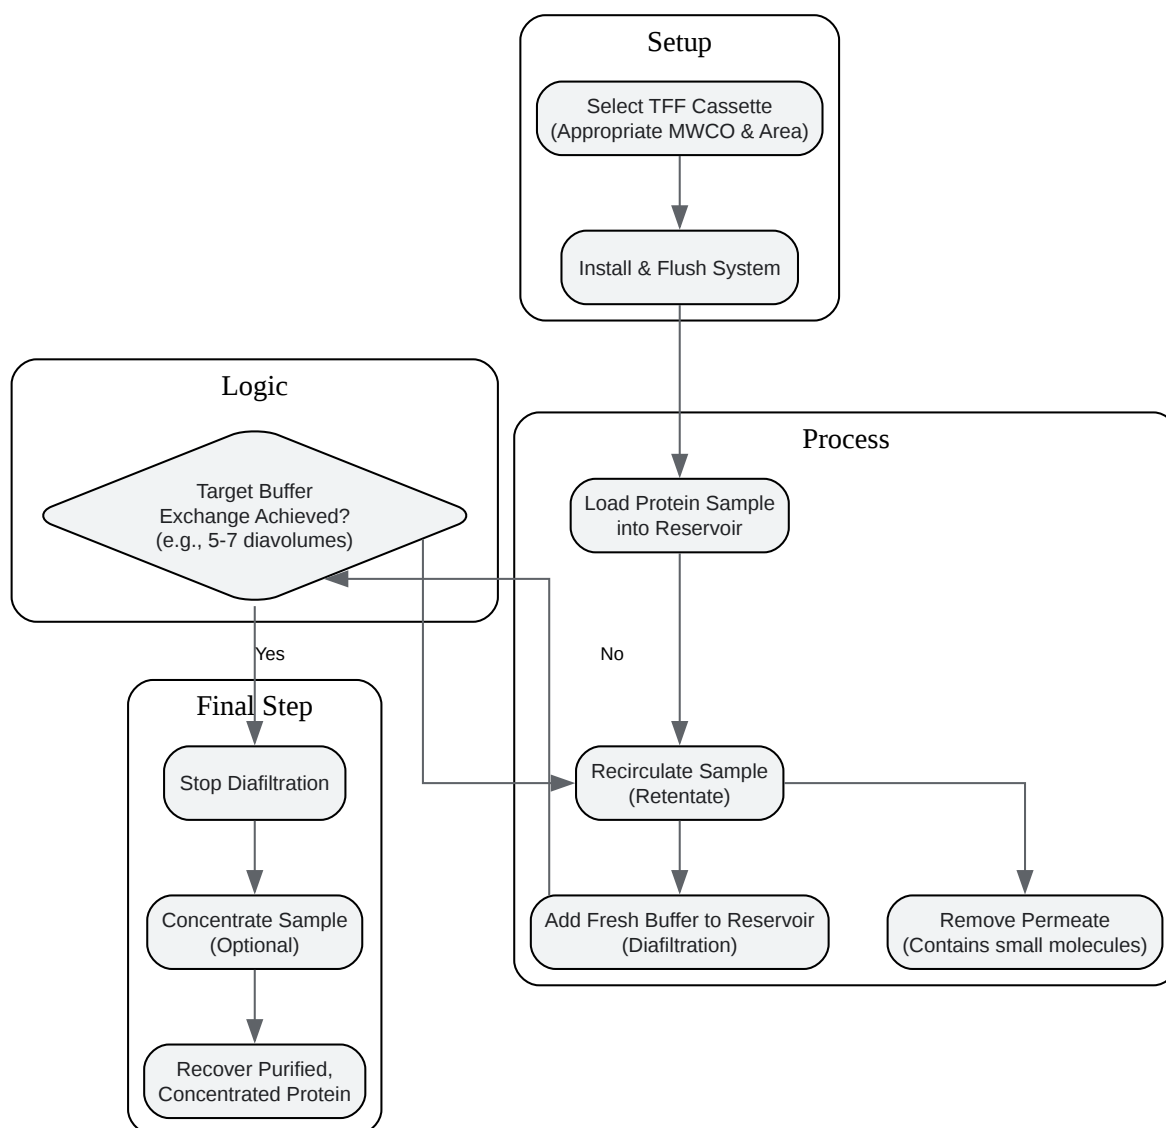 Setup
Select TFF Cassette
(Appropriate MWCO & Area)
Install & Flush System
Logic
Target Buffer
Exchange Achieved?
(e.g., 5-7 diavolumes)
Process
Load Protein Sample
into Reservoir
Yes
No
Final Step
Stop Diafiltration
Recirculate Sample
(Retentate)
Concentrate Sample
(Optional)
Add Fresh Buffer to Reservoir
(Diafiltration)
Remove Permeate
(Contains small molecules)
Recover Purified,
Concentrated Protein